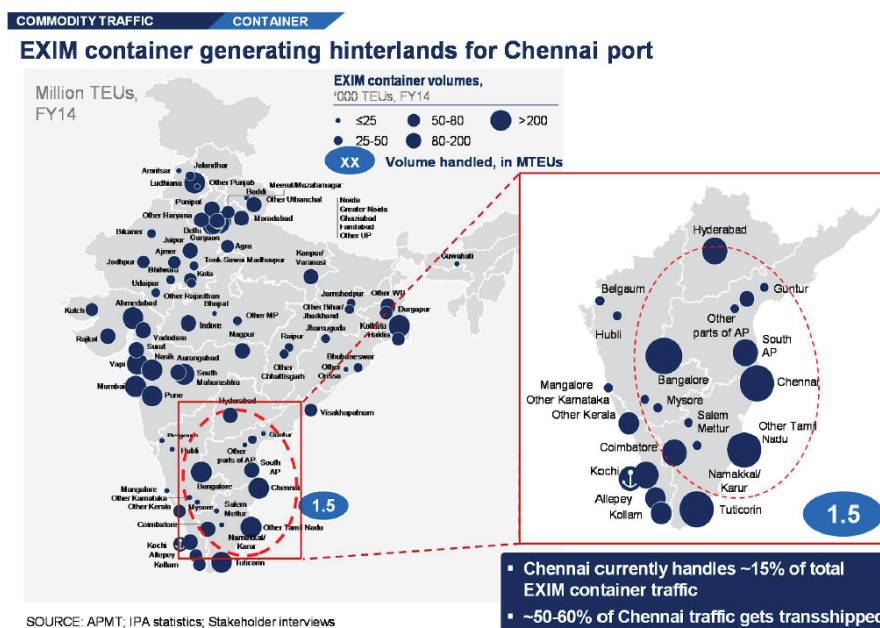 COMMODITY TRAFFIC
CONTAINER
EXIM container generating hinterlands for Chennai port
Million TEUs,
FY14
EXIM container volumes,
'000 TEUs, FY14
≤25
50-80
>200
25-50
80-200
XX
Volume handled, in MTEUs
Amritsar
Jalandhar
Ludhiana
Other Punjab
Meerut/Muzafarnagar
Baddi
Panipat
Other Uthanchal
Noida
Greater Noida
Ghaziabad
Faridabad
Other UP
Other Haryana
Moradabad
Delhi
Gurgaon
Bikaner
Jaipur
Agra
Ajmer
Tonk-Sawai Madhavpur
Kanpur/
Varanasi
Guwahati
Jodhpur
Bhilwara
Kota
Udaipur
Other Rajasthan
Jamshedpur
Other WB
Kutch
Ahmedabad
Bhopal
Other MP
Other Bihar
Jharkhand
Durgapur
Indore
Kolkata
Haldia
Rajkot
Vadodara
Nagpur
Raipur
Jharsuguda
Surat
Vapi
Nasik
Aurangabad
Other
Chhattisgarh
Bhubaneswar
Other
Orissa
South
Maharashtra
Mumbai
Pune
Hyderabad
Visakhapatnam
Belgaum
Guntur
Hubli
Other
parts of AP
South
AP
Bangalore
Chennai
Mangalore
Other Karnataka
Other Kerala
Mysore
Salem
Mettur
1.5
Coimbatore
Other Tamil Nadu
Kochi
Namakkal/
Karur
Allepey
Kollam
Tuticorin
Hyderabad
Belgaum
Guntur
Hubli
Other
parts of AP
South
AP
Bangalore
Chennai
Mangalore
Other Karnataka
Mysore
Other Kerala
Salem
Mettur
Other Tamil
Nadu
Coimbatore
Kochi
Namakkal/
Karur
Allepey
Kollam
Tuticorin
1.5
Chennai currently handles ~15% of total
EXIM container traffic
~50-60% of Chennai traffic gets transshipped
SOURCE: APMT; IPA statistics; Stakeholder interviews